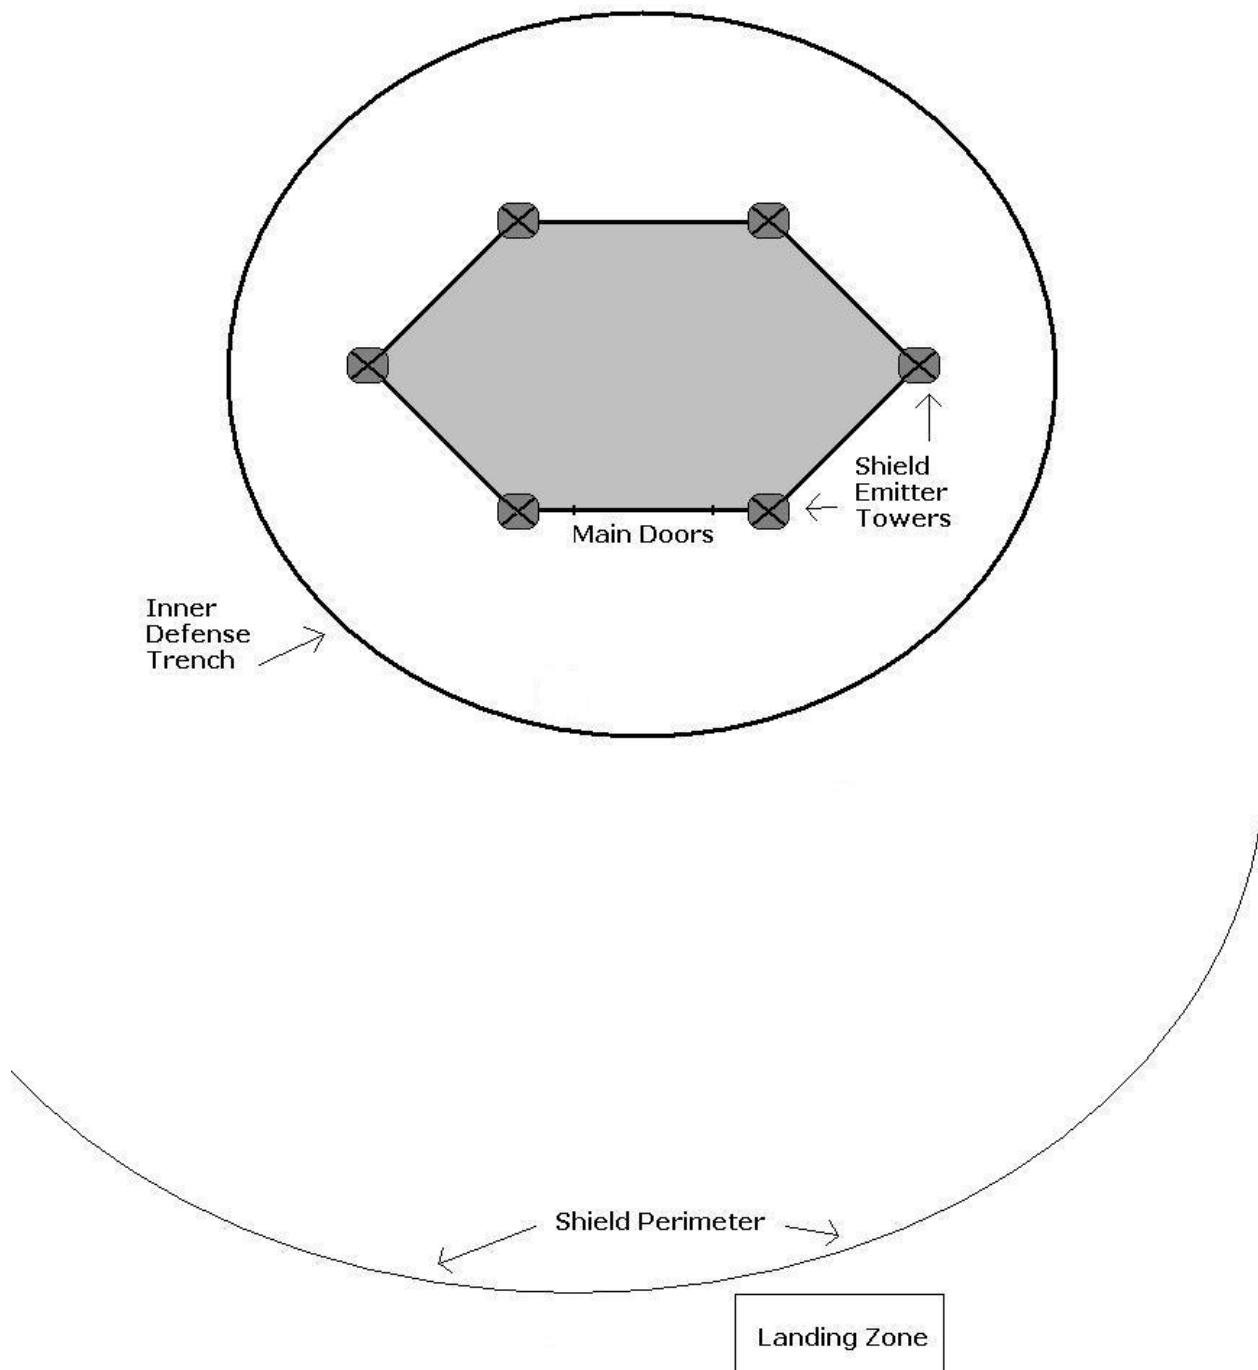 Shield
Emitter
Towers
Main Doors
Inner
Defense
Trench
Shield Perimeter
Landing Zone